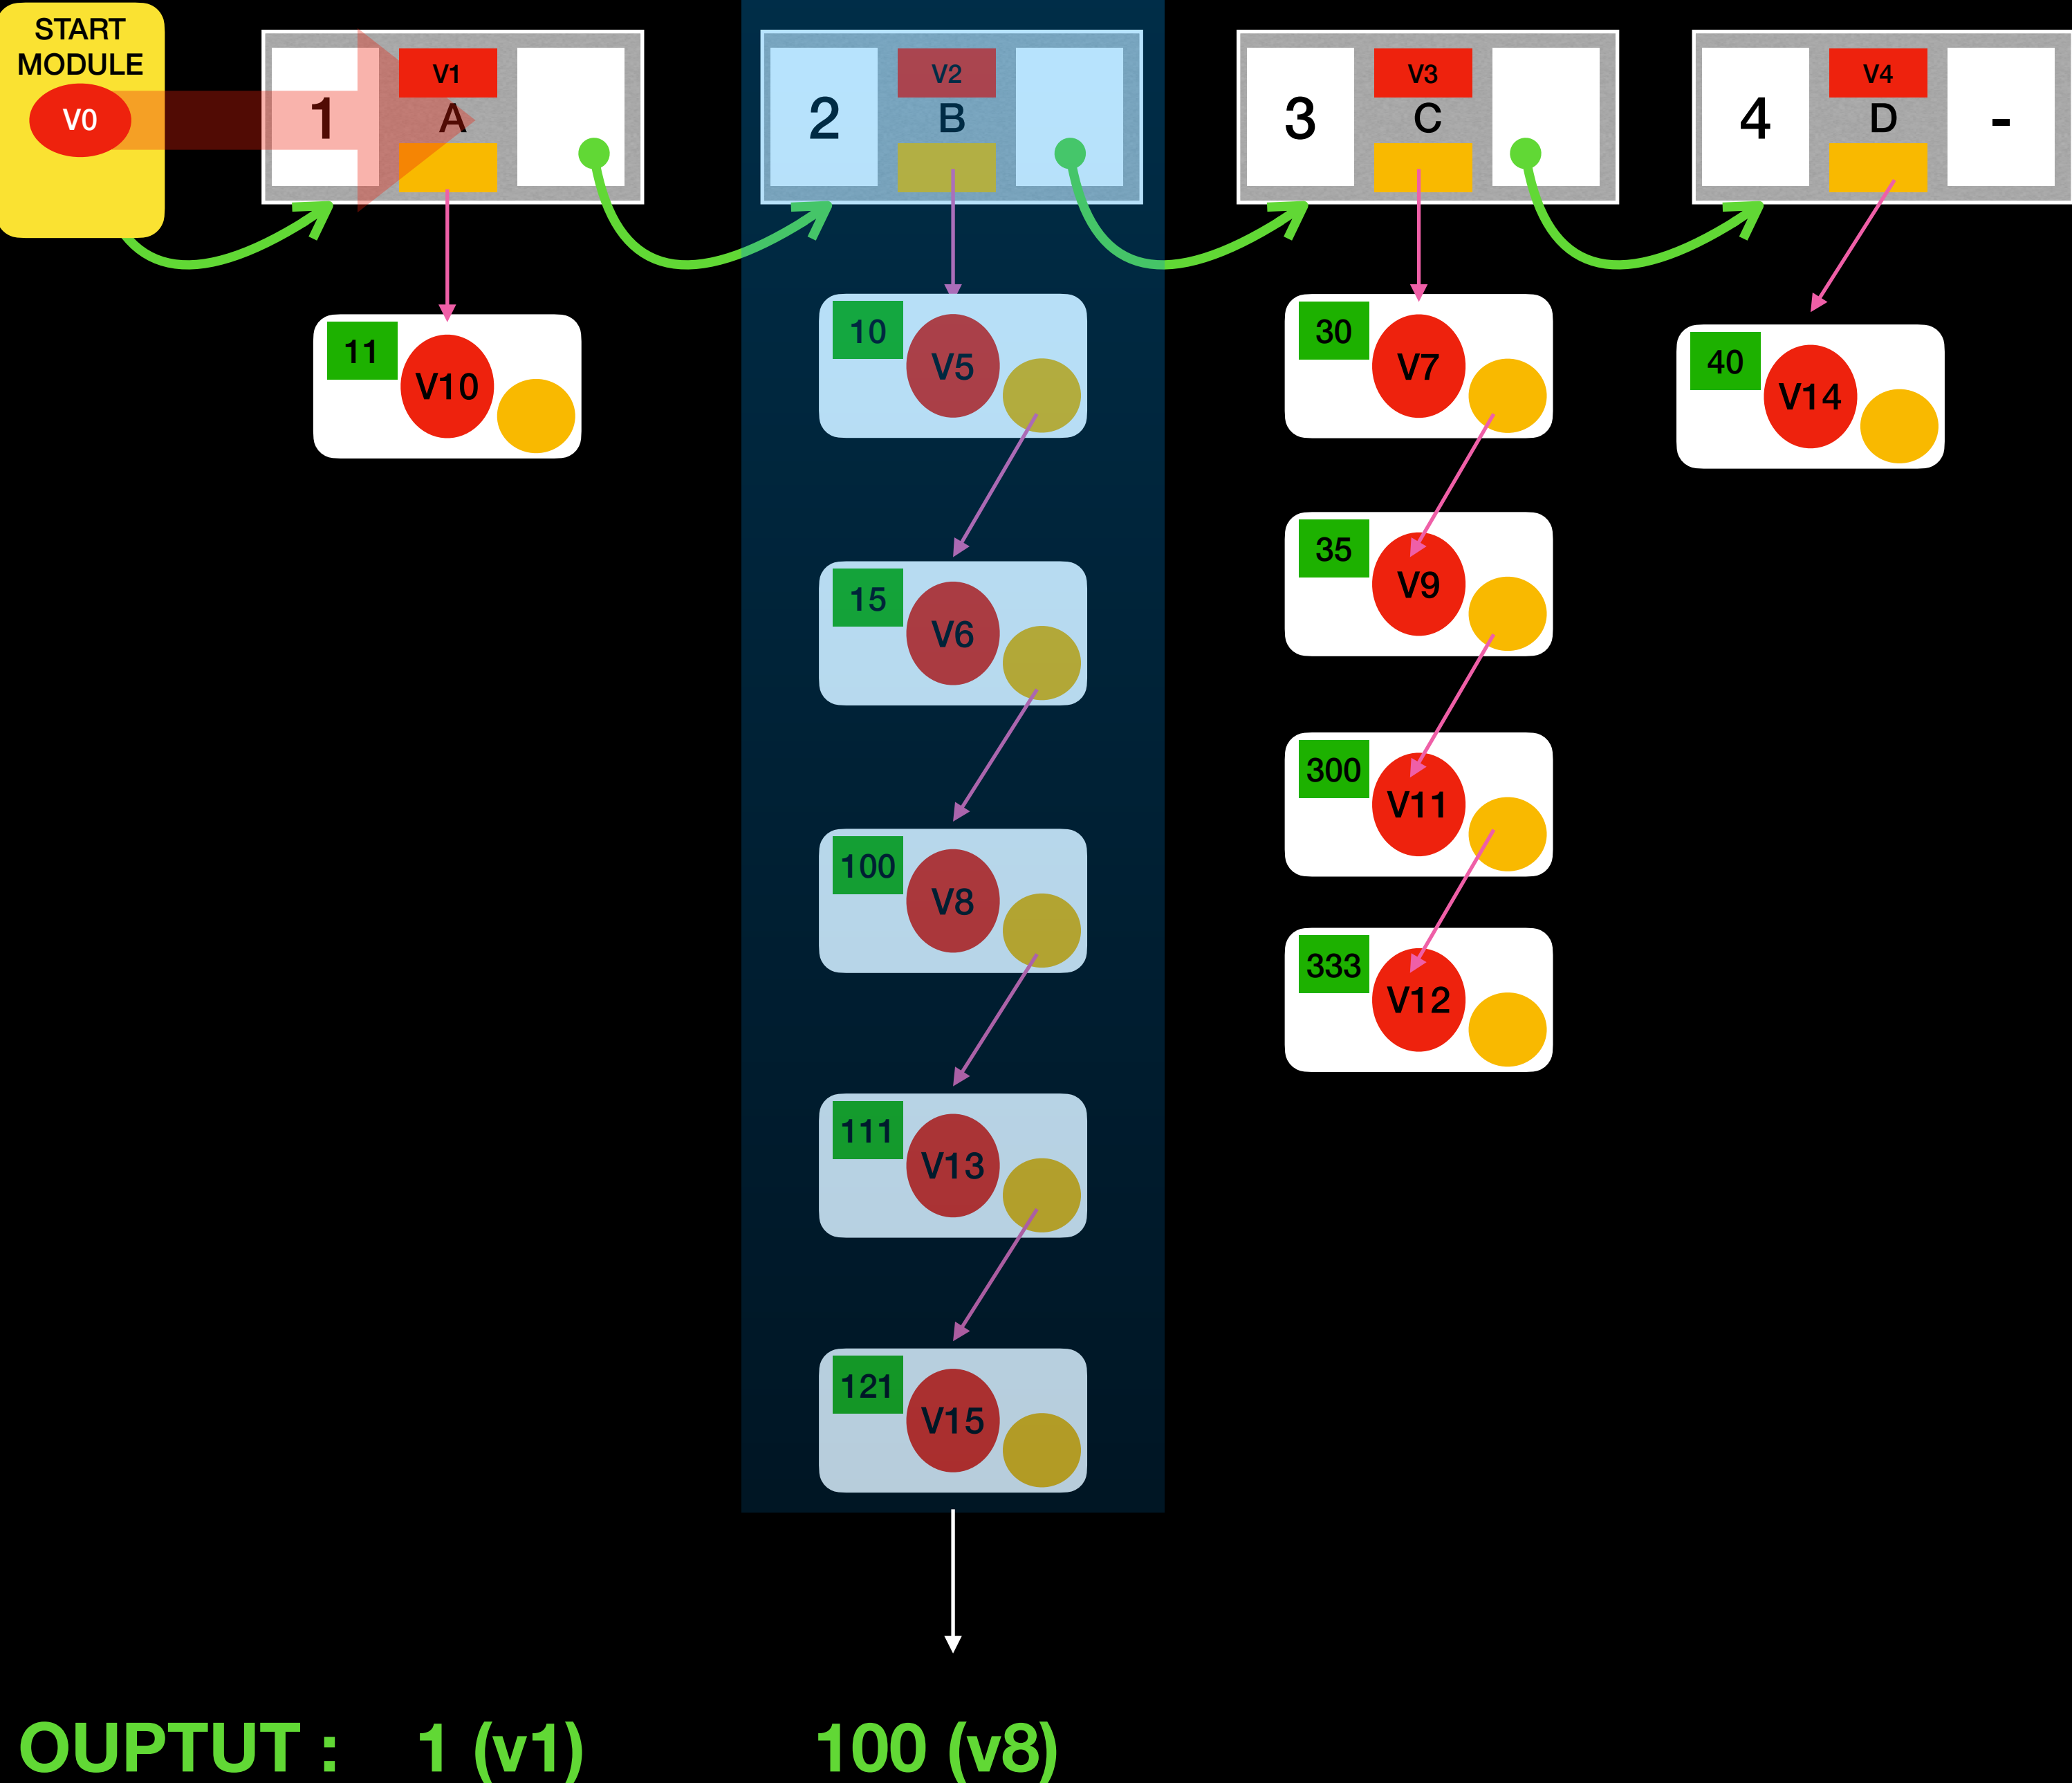 START
MODULE
V0
1
V1
A
2
V2
B
3
V3
C
4
V4
D
-
11
V10
10
V5
30
V7
40
V14
15
V6
35
V9
100
V8
300
V11
333
V12
111
V13
121
V15
OUPTUT : 1 (v1) 100 (v8)